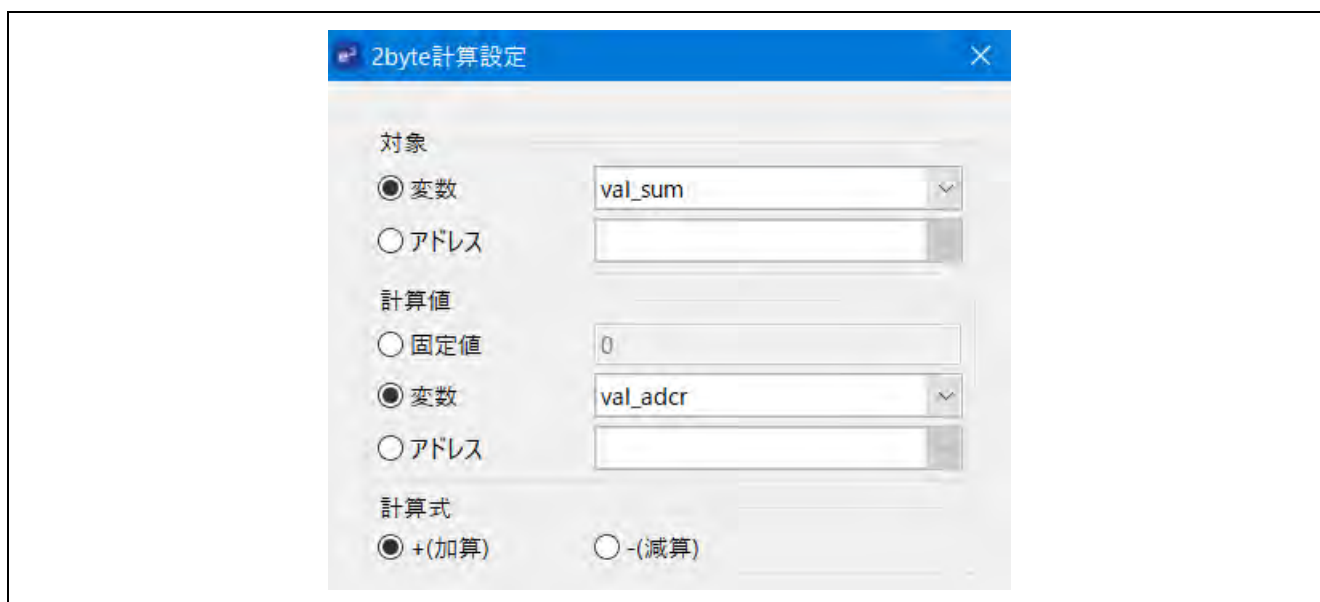 e² 2byte計算設定
対象
変数 val_sum
アドレス
計算値
固定値 0
変数 val_adcr
アドレス
計算式
+(加算) -(減算)